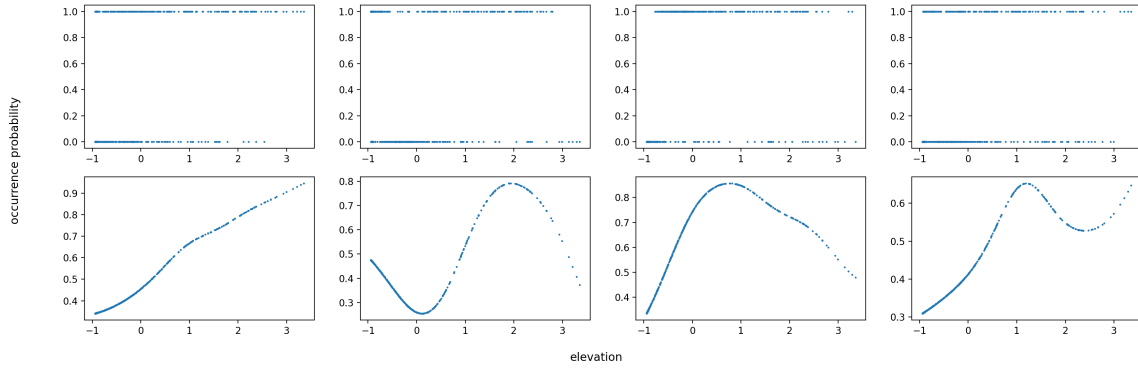 1.0 1.0 1.0 1.0
0.8 0.8 0.8 0.8
0.6 0.6 0.6 0.6
0.4 0.4 0.4 0.4
0.2 0.2 0.2 0.2
0.0 0.0 0.0 0.0
−1 0 1 2 3 −1 0 1 2 3 −1 0 1 2 3 −1 0 1 2 3
occurrence probability
0.9 0.8 0.8 0.6
0.8 0.7 0.7 0.5
0.7 0.6 0.6 0.4
0.6 0.5 0.5 0.3
0.5 0.4 0.4
0.4 0.3
−1 0 1 2 3 −1 0 1 2 3 −1 0 1 2 3 −1 0 1 2 3
elevation